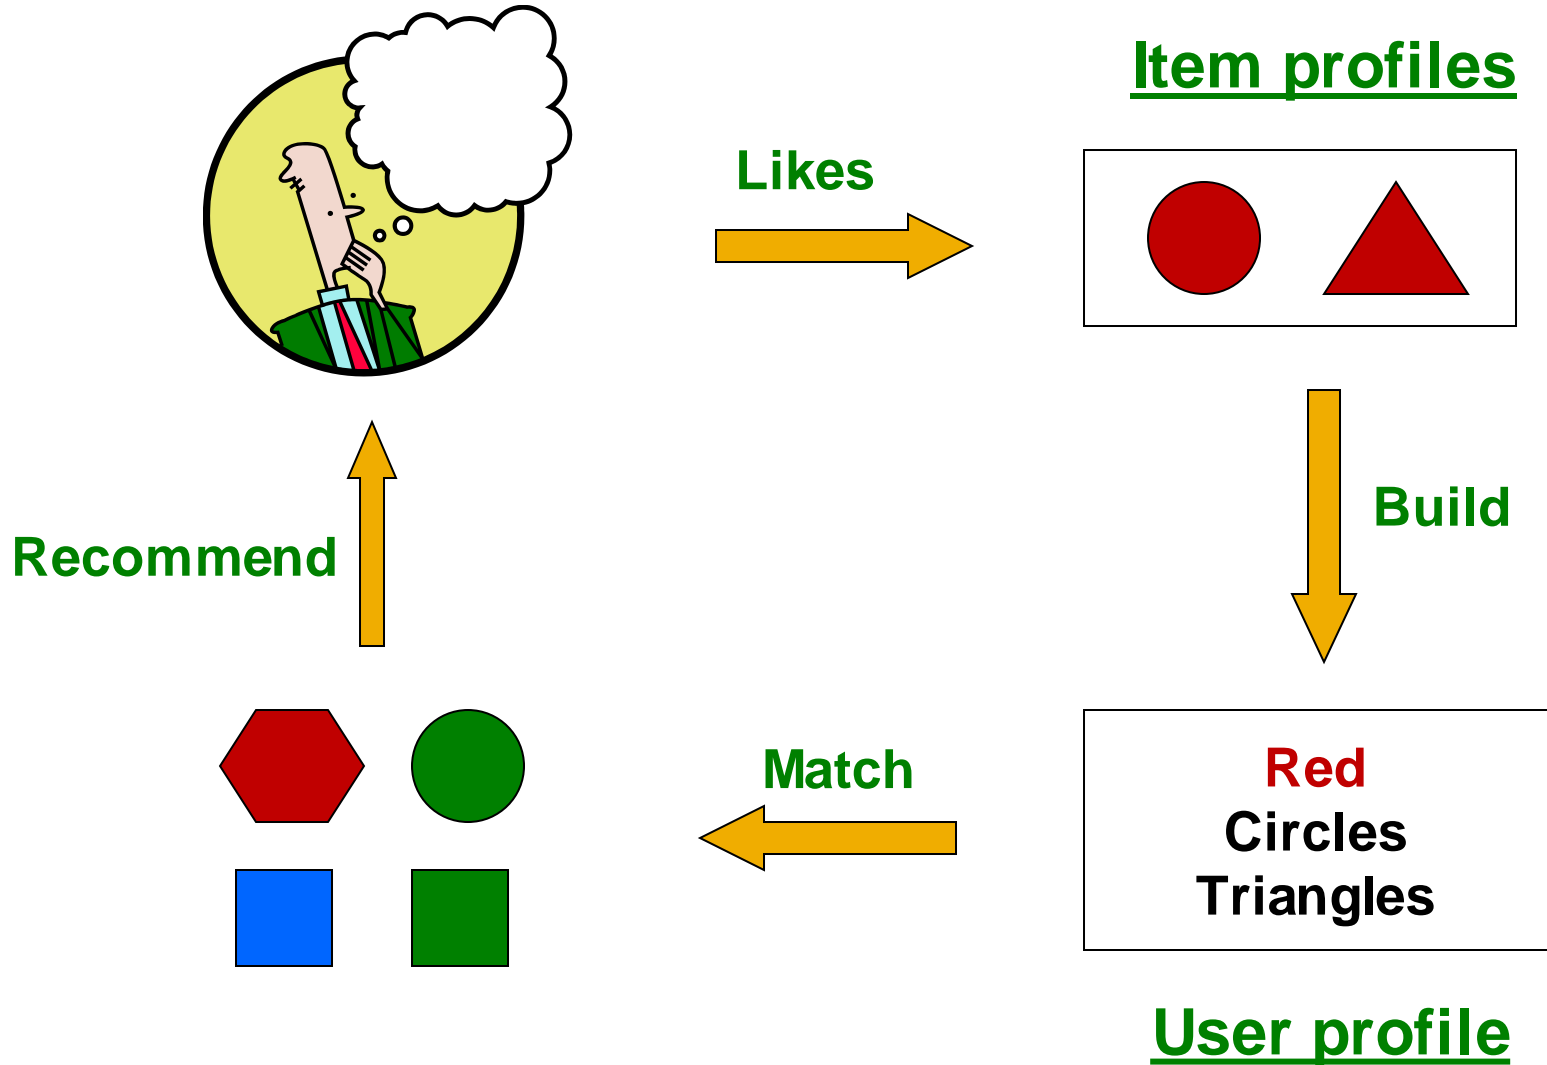 Item profiles
Likes
Build
Recommend
Match
Red
Circles
Triangles
User profile